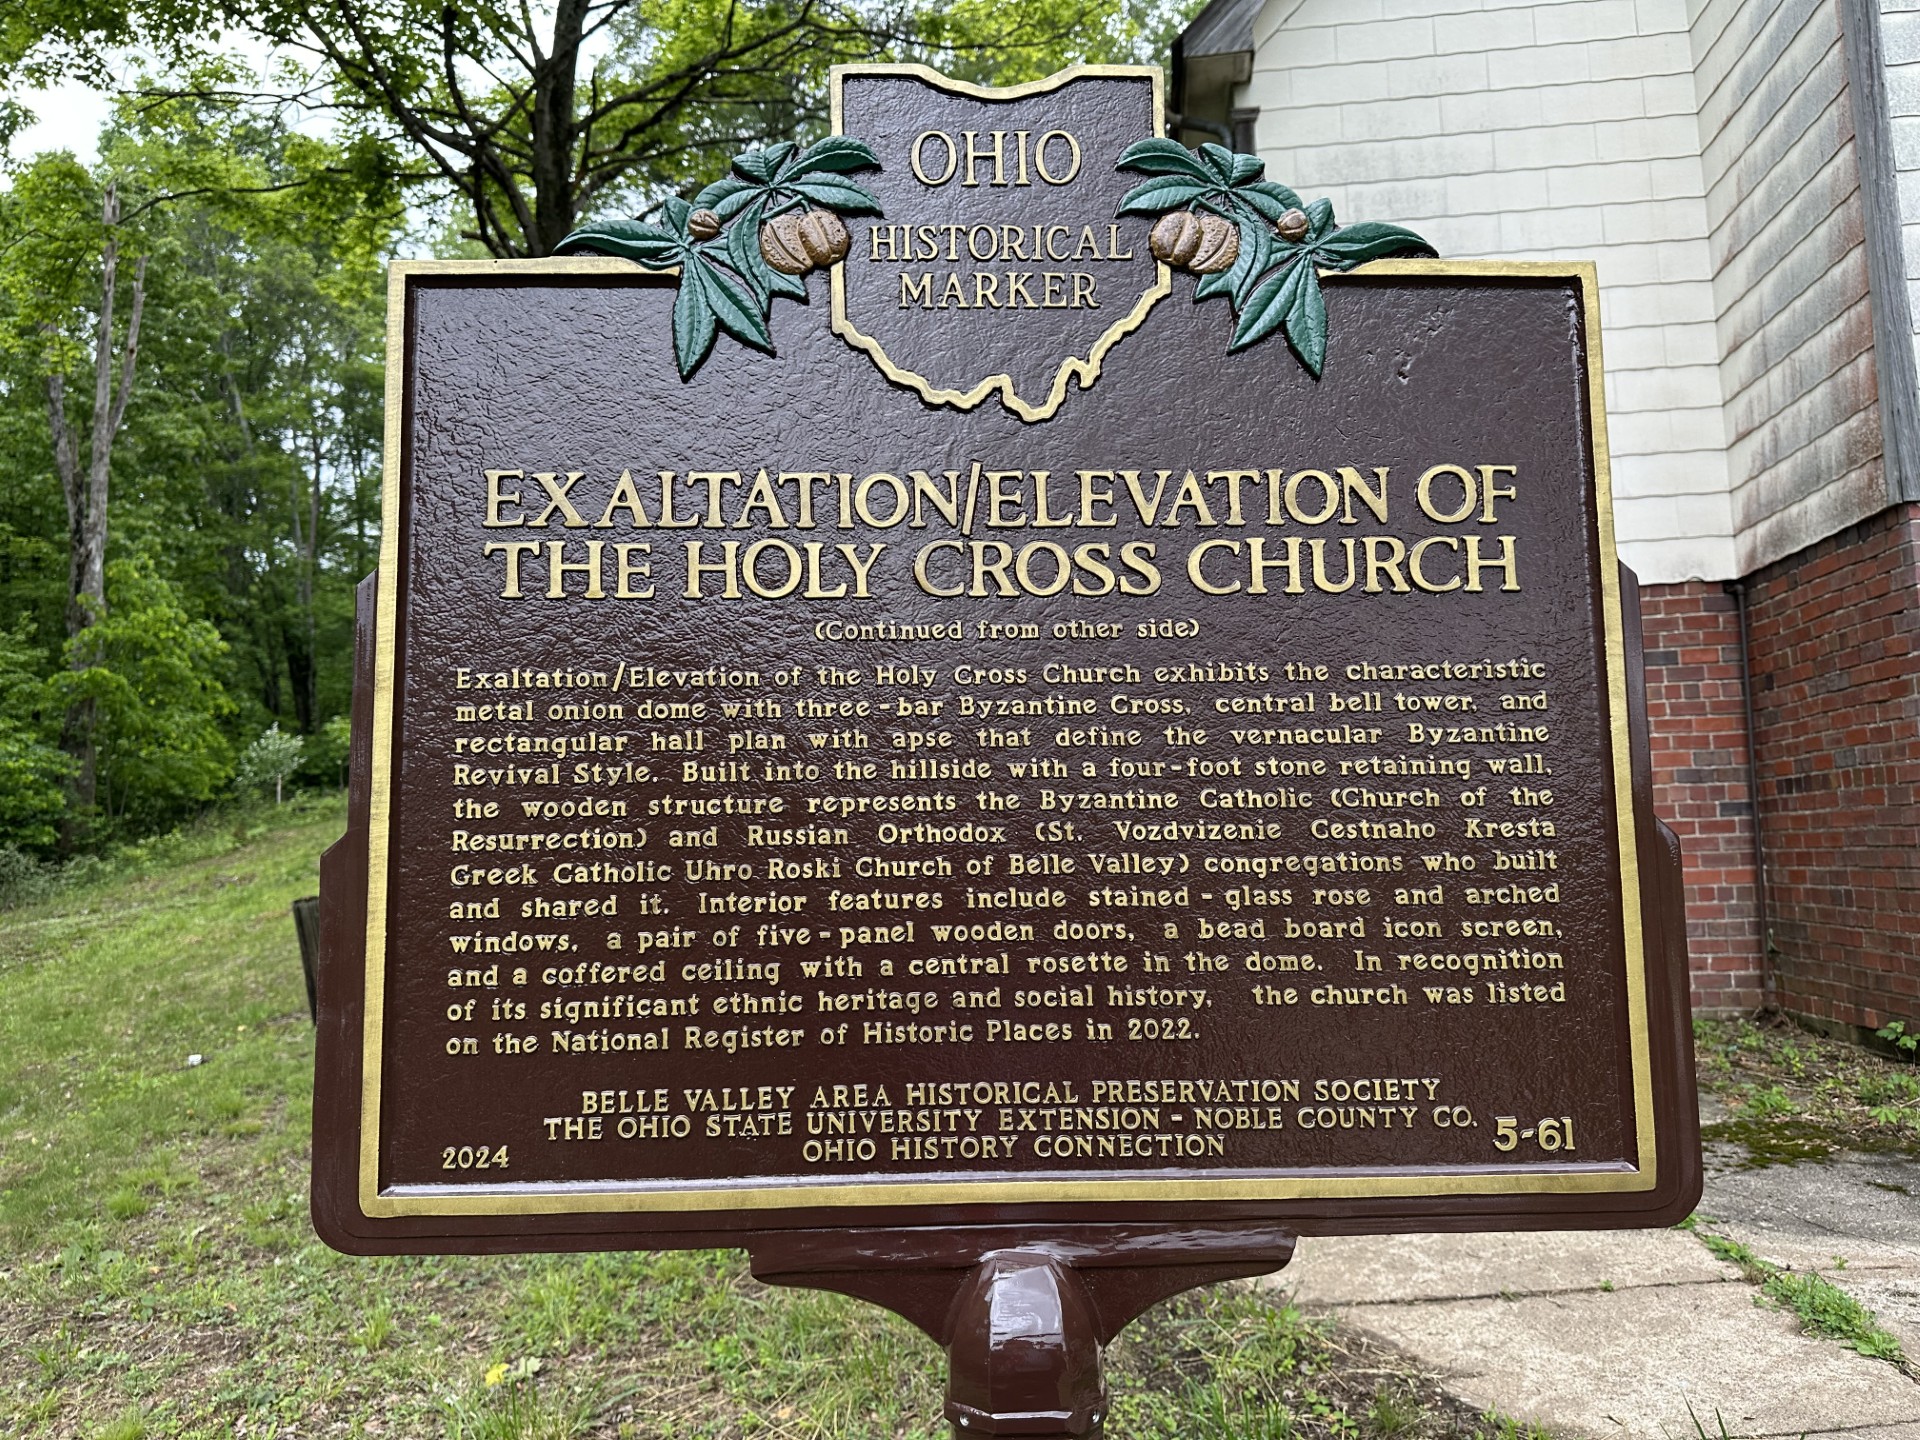 OHIO
HISTORICAL
MARKER
EXALTATION/ELEVATION OF
THE HOLY CROSS CHURCH
(Continued from other side)
Exaltation/Elevation of the Holy Cross Church exhibits the characteristic
metal onion dome with three-bar Byzantine Cross, central bell tower, and
rectangular hall plan with apse that define the vernacular Byzantine
Revival Style. Built into the hillside with a four-foot stone retaining wall,
the wooden structure represents the Byzantine Catholic (Church of the
Resurrection) and Russian Orthodox (St. Vozdvizenie Cestnaho Kresta
Greek Catholic Uhro Roski Church of Belle Valley) congregations who built
and shared it. Interior features include stained-glass rose and arched
windows, a pair of five-panel wooden doors, a bead board icon screen,
and a coffered ceiling with a central rosette in the dome. In recognition
of its significant ethnic heritage and social history, the church was listed
on the National Register of Historic Places in 2022.
BELLE VALLEY AREA HISTORICAL PRESERVATION SOCIETY
THE OHIO STATE UNIVERSITY EXTENSION - NOBLE COUNTY CO.
OHIO HISTORY CONNECTION
2024
5-61